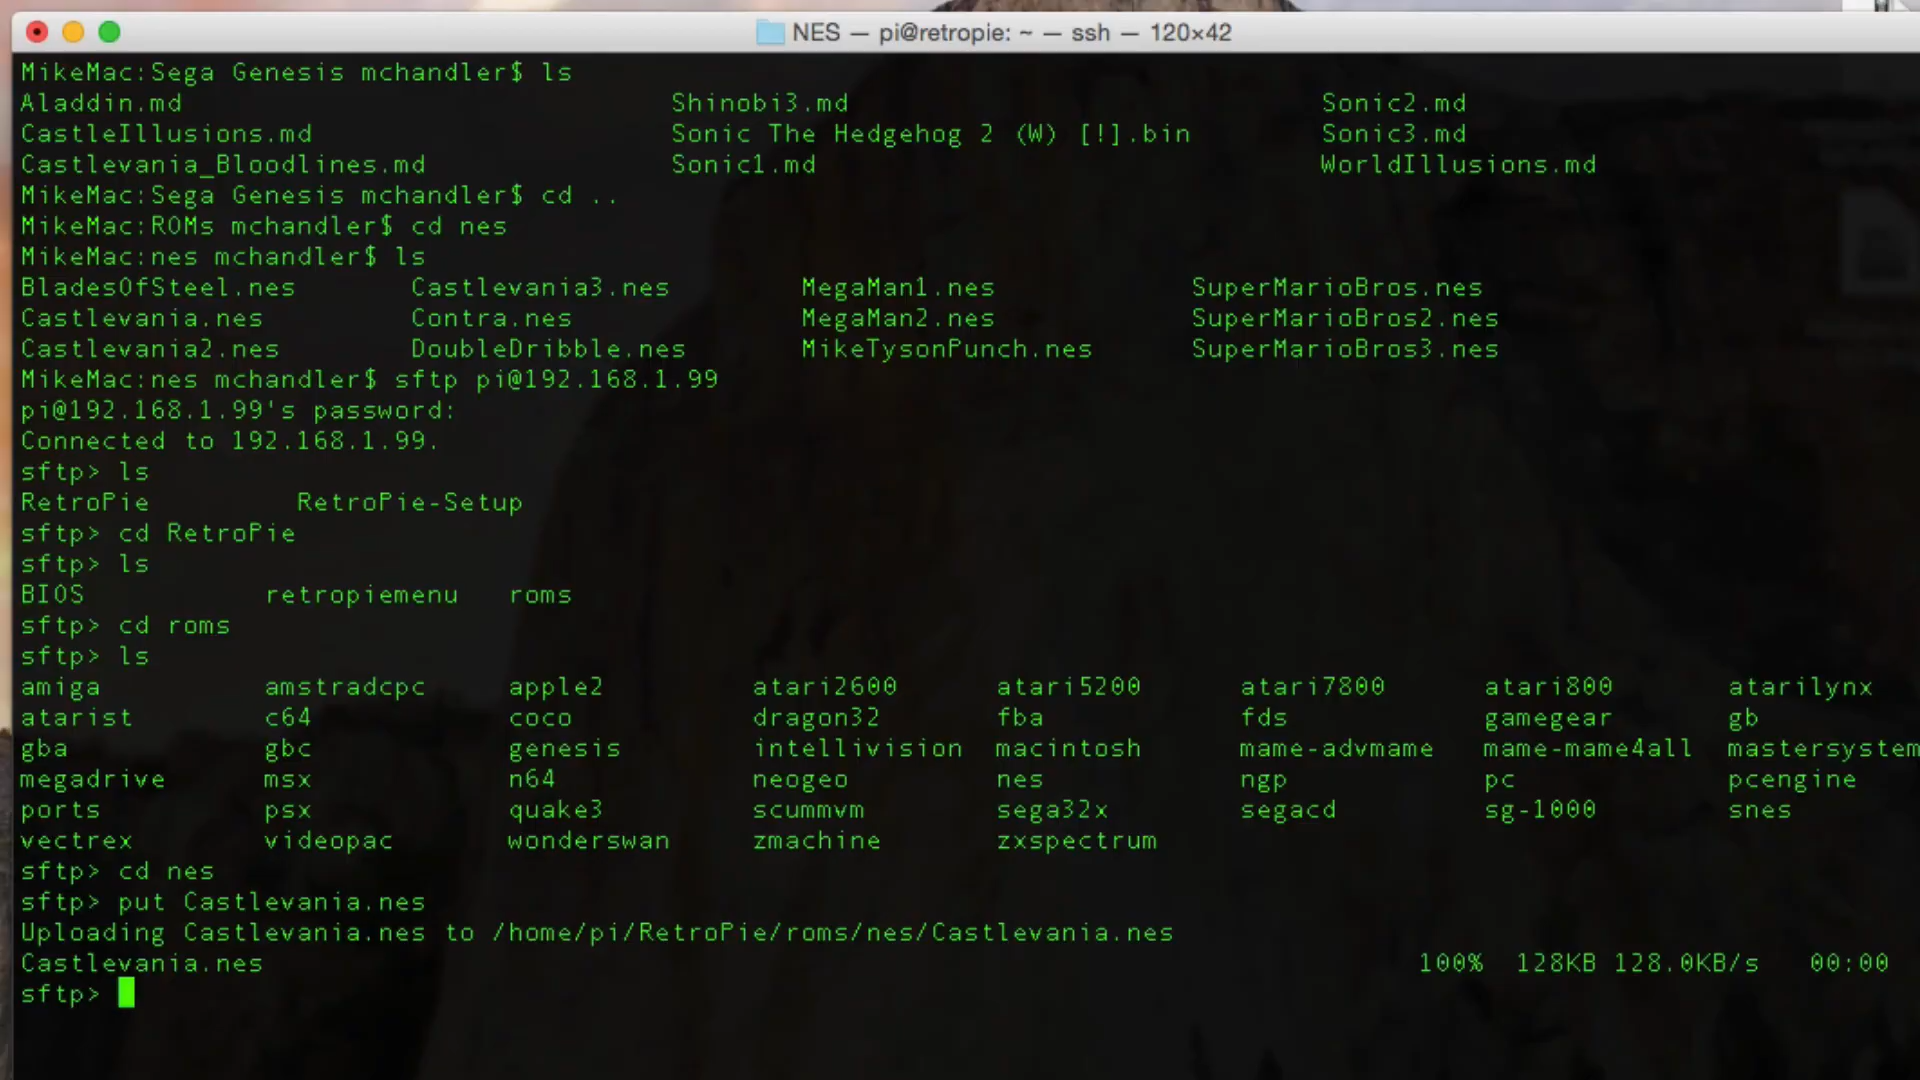 NES — pi@retropie: ~ — ssh — 120×42
MikeMac:Sega Genesis mchandler$ ls
Aladdin.md Shinobi3.md Sonic2.md
CastleIllusions.md Sonic The Hedgehog 2 (W) [!].bin Sonic3.md
Castlevania_Bloodlines.md Sonic1.md WorldIllusions.md
MikeMac:Sega Genesis mchandler$ cd ..
MikeMac:ROMs mchandler$ cd nes
MikeMac:nes mchandler$ ls
BladesOfSteel.nes Castlevania3.nes MegaMan1.nes SuperMarioBros.nes
Castlevania.nes Contra.nes MegaMan2.nes SuperMarioBros2.nes
Castlevania2.nes DoubleDribble.nes MikeTysonPunch.nes SuperMarioBros3.nes
MikeMac:nes mchandler$ sftp pi@192.168.1.99
pi@192.168.1.99's password:
Connected to 192.168.1.99.
sftp> ls
RetroPie RetroPie-Setup
sftp> cd RetroPie
sftp> ls
BIOS retropiemenu roms
sftp> cd roms
sftp> ls
amiga amstradcpc apple2 atari2600 atari5200 atari7800 atari800 atarilynx
atarist c64 coco dragon32 fba fds gamegear gb
gba gbc genesis intellivision macintosh mame-advmame mame-mame4all mastersystem
megadrive msx n64 neogeo nes ngp pc pcengine
ports psx quake3 scummvm sega32x segacd sg-1000 snes
vectrex videopac wonderswan zmachine zxspectrum
sftp> cd nes
sftp> put Castlevania.nes
Uploading Castlevania.nes to /home/pi/RetroPie/roms/nes/Castlevania.nes
Castlevania.nes 100% 128KB 128.0KB/s 00:00
sftp>